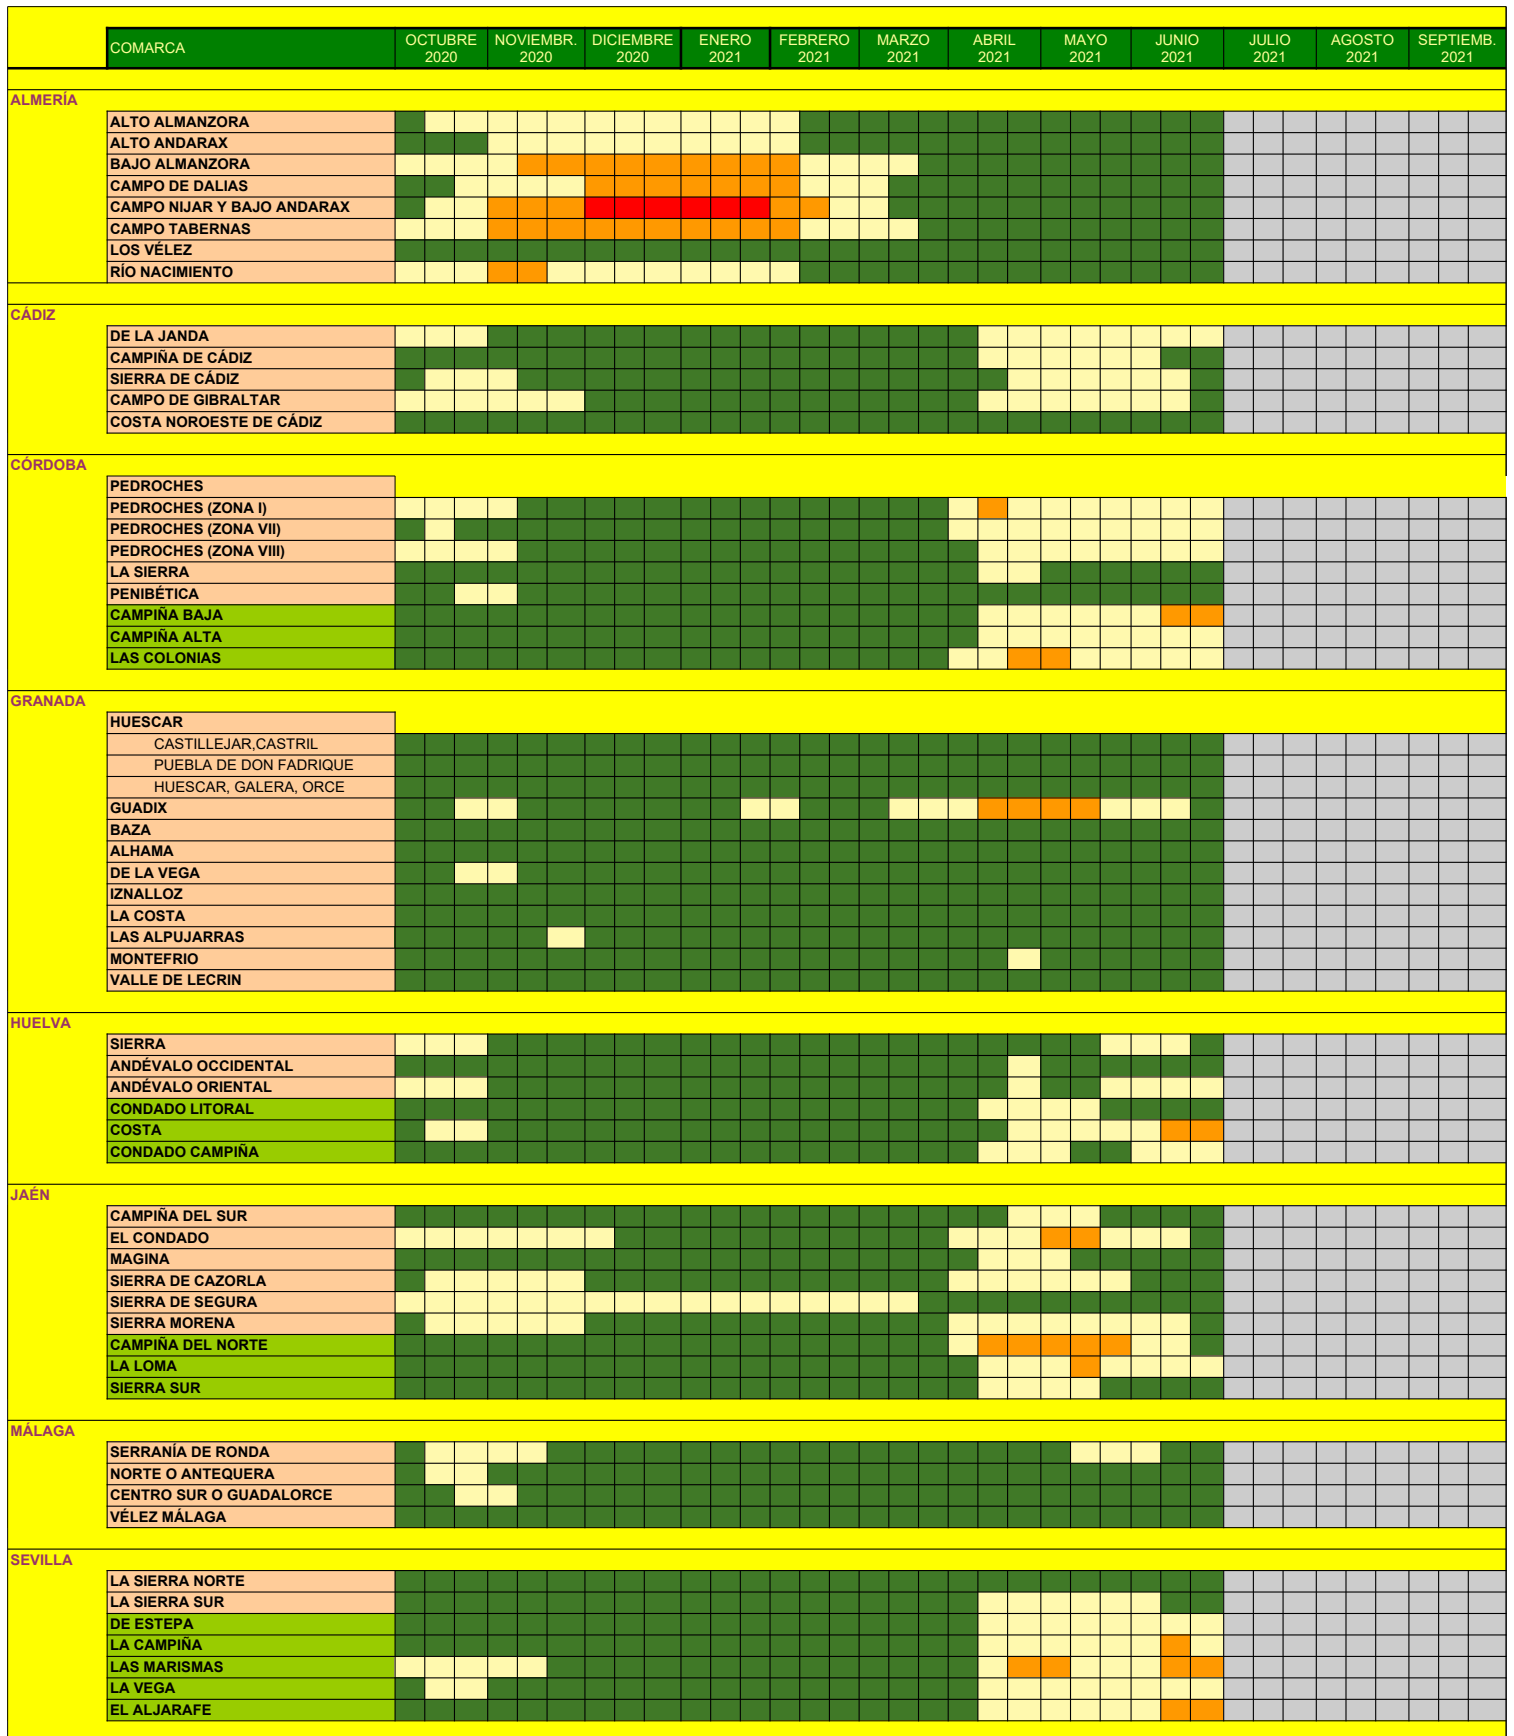 COMARCA OCTUBRE NOVIEMBR. DICIEMBRE ENERO FEBRERO MARZO ABRIL MAYO JUNIO JULIO AGOSTO SEPTIEMB.
2020 2020 2020 2021 2021 2021 2021 2021 2021 2021 2021 2021
ALMERÍA
ALTO ALMANZORA
ALTO ANDARAX
BAJO ALMANZORA
CAMPO DE DALIAS
CAMPO NIJAR Y BAJO ANDARAX
CAMPO TABERNAS
LOS VÉLEZ
RÍO NACIMIENTO
CÁDIZ
DE LA JANDA
CAMPIÑA DE CÁDIZ
SIERRA DE CÁDIZ
CAMPO DE GIBRALTAR
COSTA NOROESTE DE CÁDIZ
CÓRDOBA
PEDROCHES
PEDROCHES (ZONA I)
PEDROCHES (ZONA VII)
PEDROCHES (ZONA VIII)
LA SIERRA
PENIBÉTICA
CAMPIÑA BAJA
CAMPIÑA ALTA
LAS COLONIAS
GRANADA
HUESCAR
CASTILLEJAR,CASTRIL
PUEBLA DE DON FADRIQUE
HUESCAR, GALERA, ORCE
GUADIX
BAZA
ALHAMA
DE LA VEGA
IZNALLOZ
LA COSTA
LAS ALPUJARRAS
MONTEFRIO
VALLE DE LECRIN
HUELVA
SIERRA
ANDÉVALO OCCIDENTAL
ANDÉVALO ORIENTAL
CONDADO LITORAL
COSTA
CONDADO CAMPIÑA
JAÉN
CAMPIÑA DEL SUR
EL CONDADO
MAGINA
SIERRA DE CAZORLA
SIERRA DE SEGURA
SIERRA MORENA
CAMPIÑA DEL NORTE
LA LOMA
SIERRA SUR
MÁLAGA
SERRANÍA DE RONDA
NORTE O ANTEQUERA
CENTRO SUR O GUADALORCE
VÉLEZ MÁLAGA
SEVILLA
LA SIERRA NORTE
LA SIERRA SUR
DE ESTEPA
LA CAMPIÑA
LAS MARISMAS
LA VEGA
EL ALJARAFE